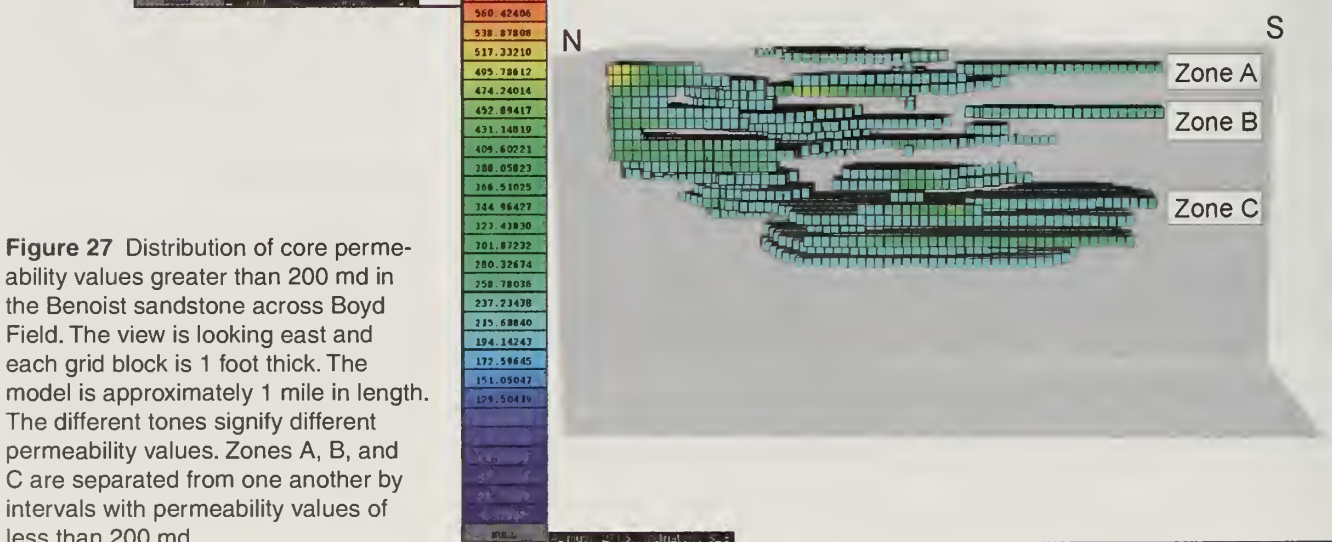 Figure 27 Distribution of core perme-
ability values greater than 200 md in
the Benoist sandstone across Boyd
Field. The view is looking east and
each grid block is 1 foot thick. The
model is approximately 1 mile in length.
The different tones signify different
permeability values. Zones A, B, and
C are separated from one another by
intervals with permeability values of
less than 200 md
560.42406
538.87808
517.33210
495.78612
474.24014
452.69417
431.14819
409.60221
388.05823
366.51025
344.96427
323.41830
301.87232
280.32674
258.78036
237.23438
215.68840
194.14243
172.59645
151.05047
129.50439
NULL
N
S
Zone A
Zone B
Zone C